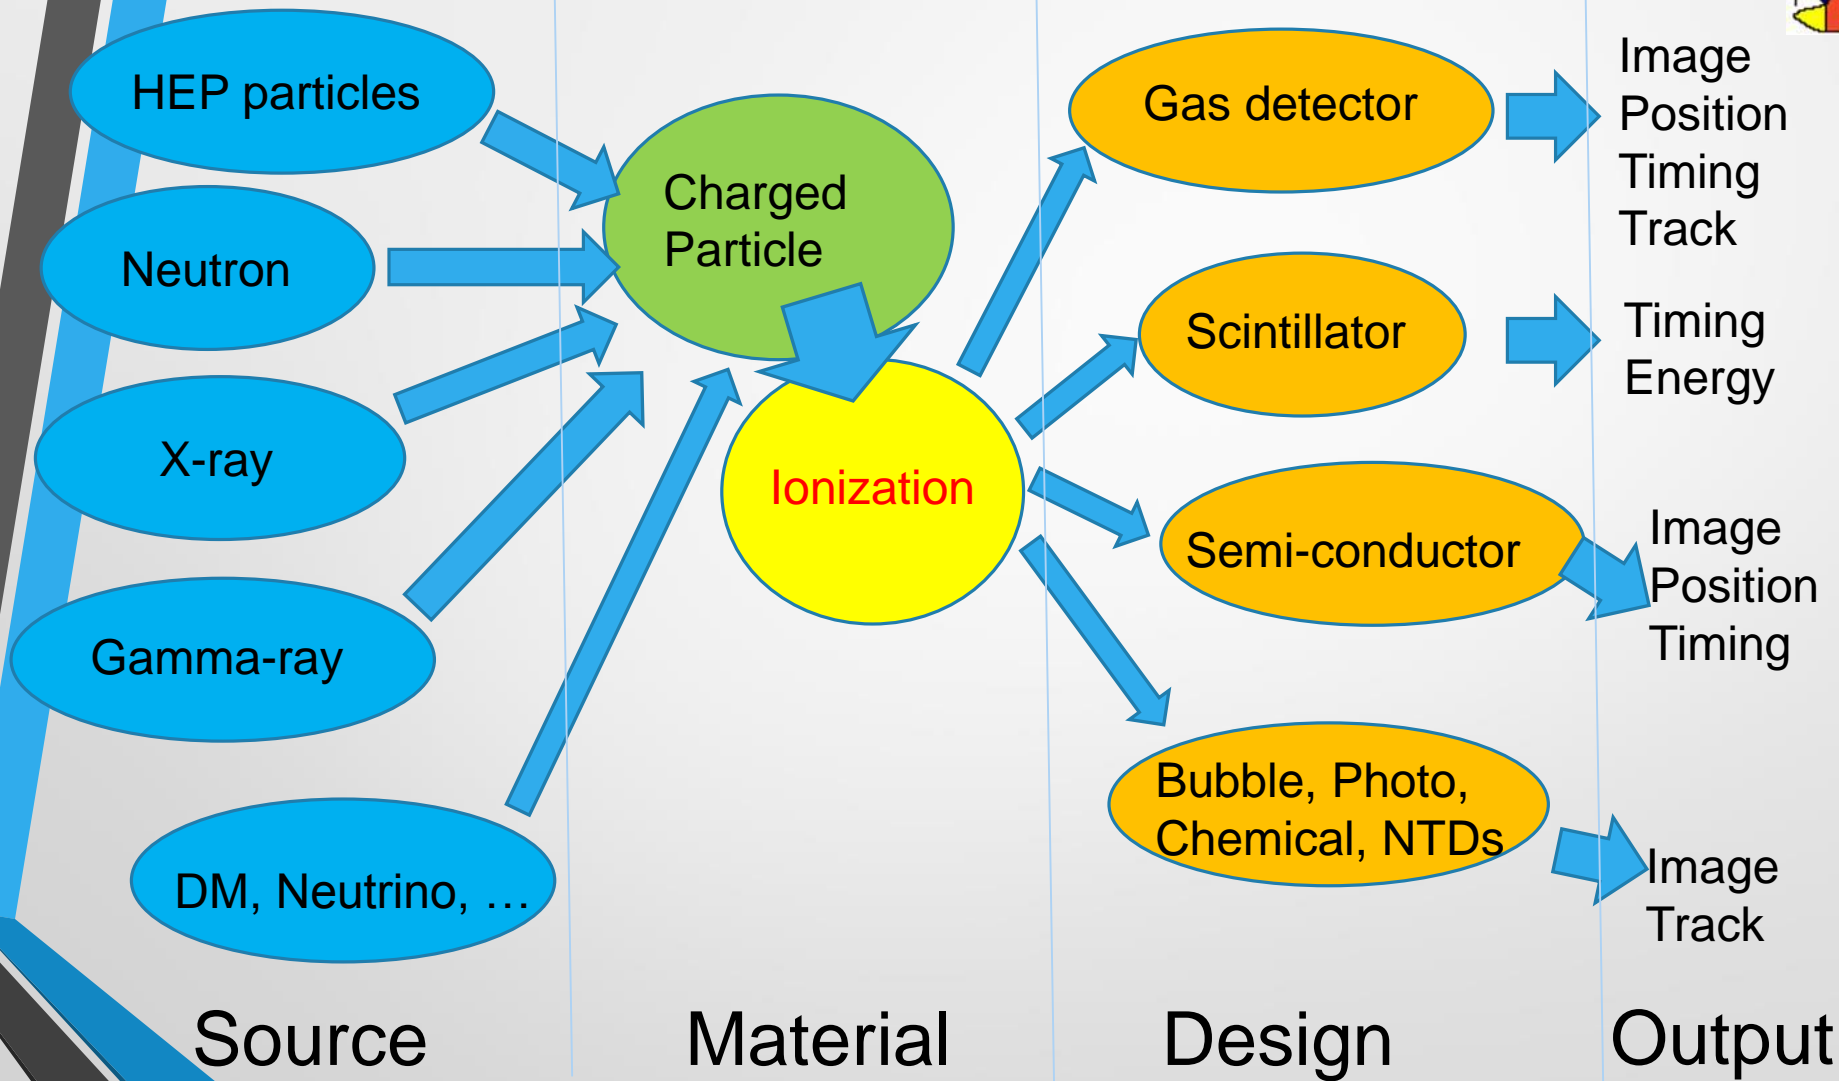 HEP particles
Neutron
X-ray
Gamma-ray
DM, Neutrino, …
Source
Charged
Particle
Ionization
Material
Gas detector
Scintillator
Semi-conductor
Bubble, Photo,
Chemical, NTDs
Design
Image
Position
Timing
Track
Timing
Energy
Image
Position
Timing
Image
Track
Output